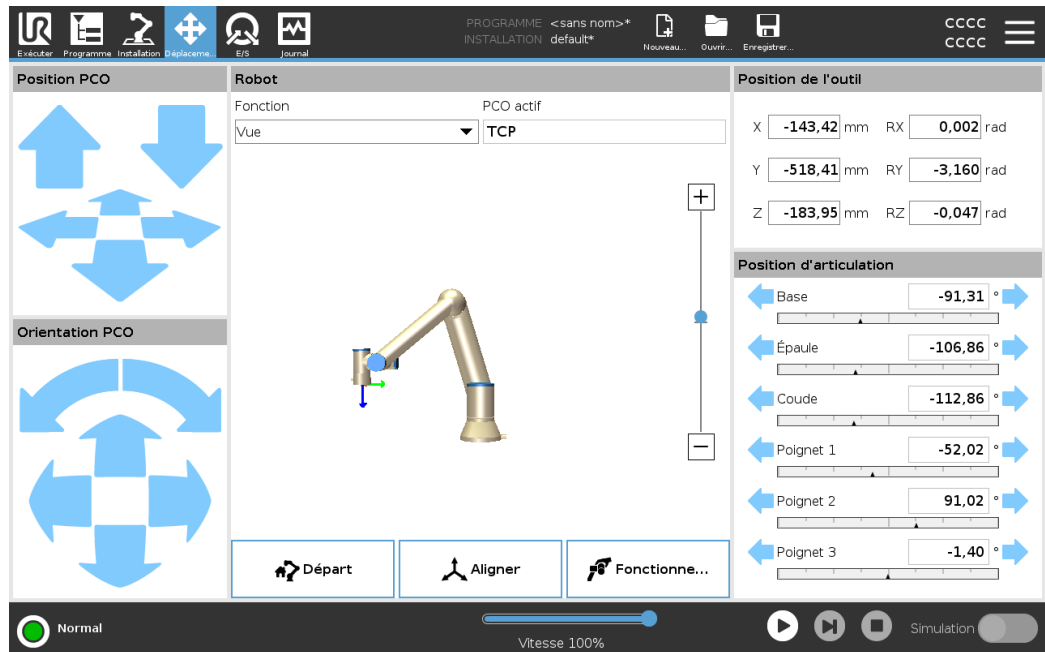 PROGRAMME <sans nom>*
INSTALLATION default*
CCCC
CCCC
Exécuter Programme Installation Déplaceme... E/S Journal Nouveau... Ouvrir... Enregistrer...
Position PCO
Robot
Fonction PCO actif
Vue TCP
Position de l'outil
X -143,42 mm RX 0,002 rad
Y -518,41 mm RY -3,160 rad
Z -183,95 mm RZ -0,047 rad
Position d'articulation
Base -91,31 °
Épaule -106,86 °
Coude -112,86 °
Poignet 1 -52,02 °
Poignet 2 91,02 °
Poignet 3 -1,40 °
Orientation PCO
Départ Aligner Fonctionne...
Normal
Vitesse 100%
Simulation